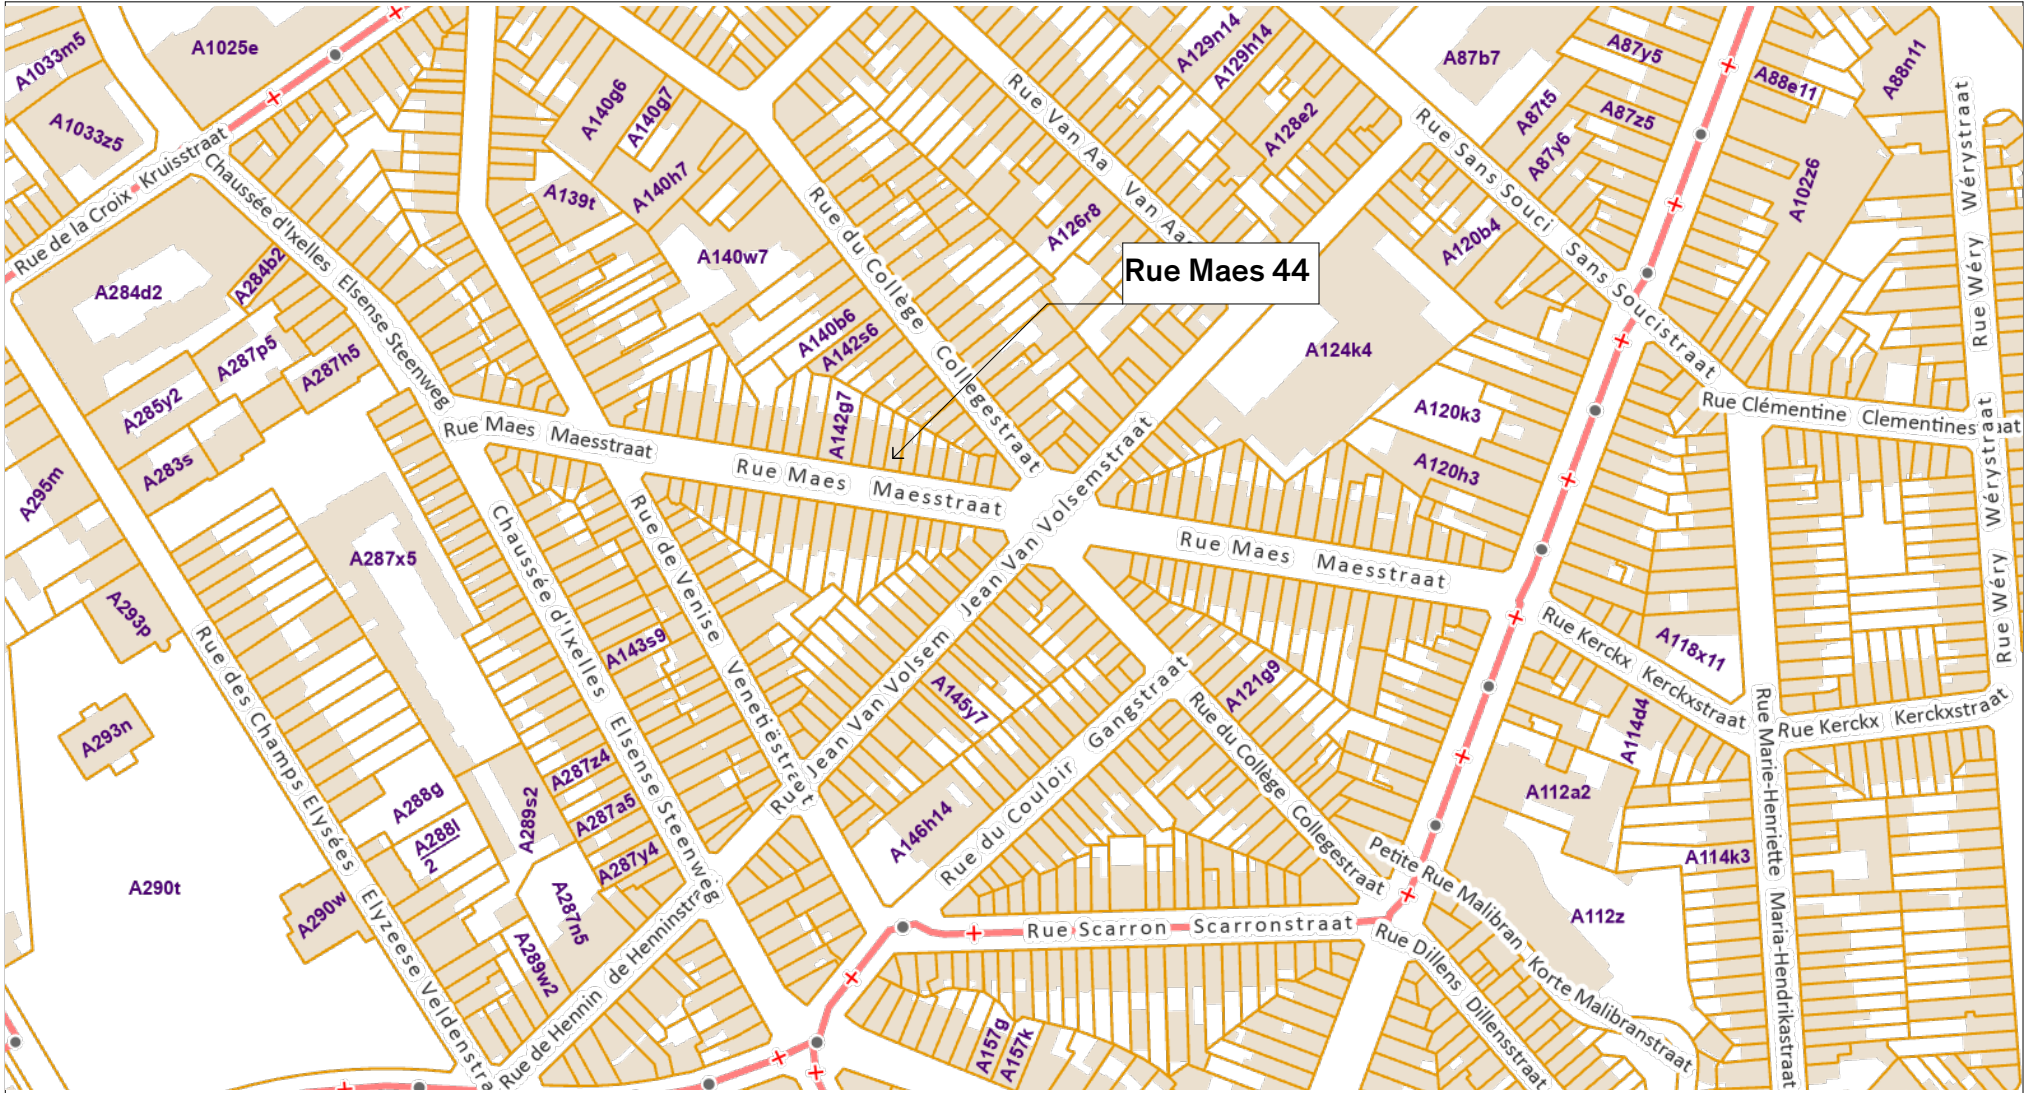 A1033m5
A1025e
A1033z5
Rue de la Croix Kruisstraat
Chaussée d'Ixelles Elsense Steenweg
A284d2
A284b2
A287p5
A287h5
A285y2
A283s
A295m
A140g6
A140g7
A140h7
A139t
A140w7
A140b6
A142s6
A142g7
Rue du Collège Collegestraat
Rue Van Aa Van Aa
A129n14
A129h14
A128e2
A126r8
Rue Maes 44
A87b7
A87y5
A87t5
A87z5
A87y6
A88e11
A88n11
A102z6
A120b4
Rue Sans Souci Sans Soucistraat
Rue Wéry Wérystraat
A124k4
A120k3
A120h3
Rue Clémentine Clementines aat
Rue Wéry Wérystraat
Rue Maes Maesstraat
Rue Maes Maesstraat
Rue Maes Maesstraat
A287x5
A293p
A293n
Chaussée d'Ixelles Elsense Steenweg
Rue de Venise Venetiëstraat
A143s9
Jean Van Volsem Jean Van Volsemstraat
Rue
A145y7
A146h14
Rue du Couloir Gangstraat
A121g9
Rue du Collège Collegestraat
Rue Kerckx Kerckxstraat
A118x11
A114d4
Rue Kerckx Kerckxstraat
Rue Marie-Henriette Maria-Hendrikastraat
A112a2
A114k3
A112z
Petite Rue Malibran Korte Malibranstraat
Rue des Champs Elysées Elyzeese Veldenstra
A288g
A288l
2
A289s2
A287z4
A287a5
A287y4
A287n5
A289w2
A290t
A290w
Rue de Hennin de Henninstra
Rue Scarron Scarronstraat
Rue Dillens Dillensstraat
A157g
A157k